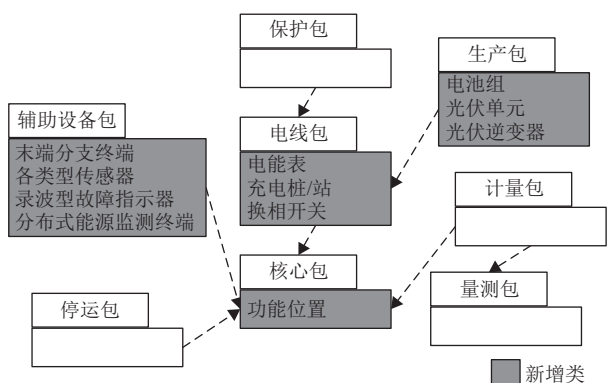 保护包
生产包
电池组
光伏单元
光伏逆变器
辅助设备包
末端分支终端
各类型传感器
录波型故障指示器
分布式能源监测终端
电线包
电能表
充电桩/站
换相开关
计量包
核心包
功能位置
量测包
停运包
新增类